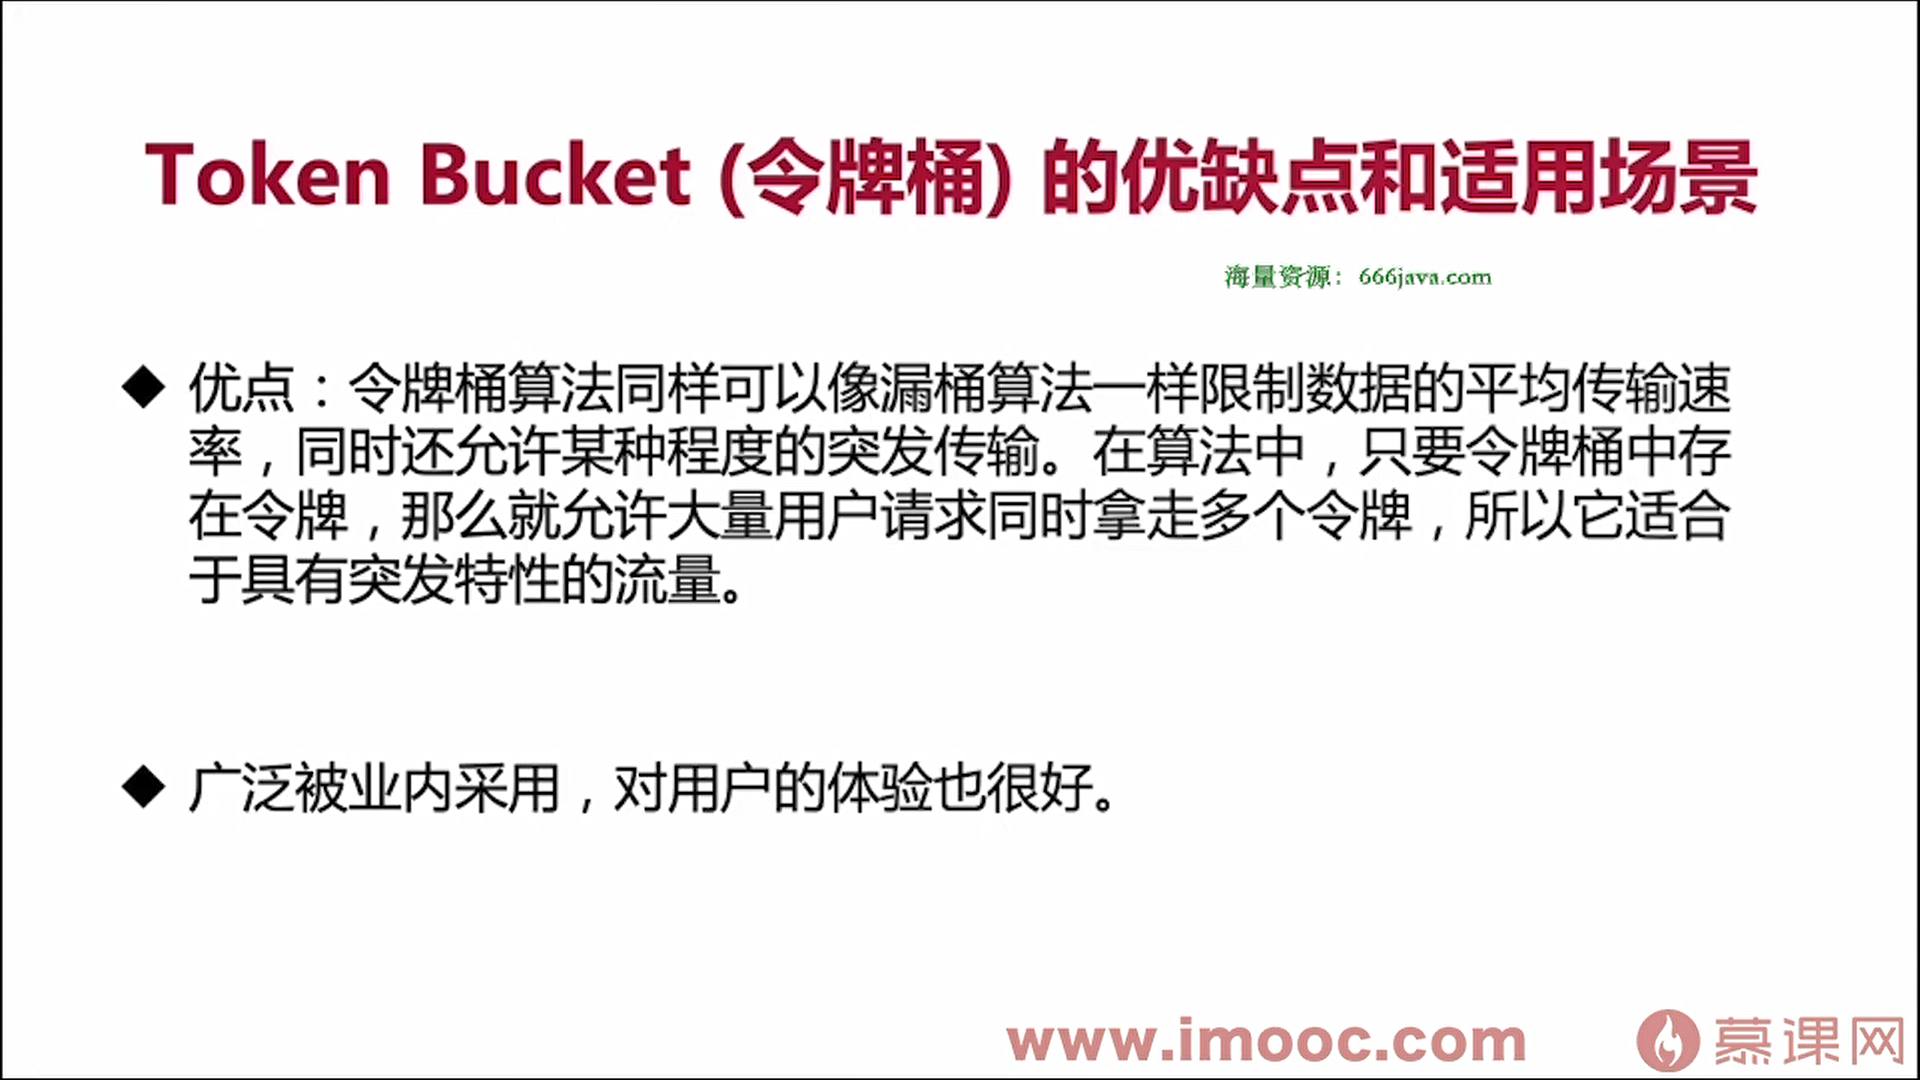 Token Bucket (令牌桶) 的优缺点和适用场景
海量资源：666java.com
◆ 优点：令牌桶算法同样可以像漏桶算法一样限制数据的平均传输速
率，同时还允许某种程度的突发传输。在算法中，只要令牌桶中存
在令牌，那么就允许大量用户请求同时拿走多个令牌，所以它适合
于具有突发特性的流量。
◆ 广泛被业内采用，对用户的体验也很好。
www.imooc.com 慕课网